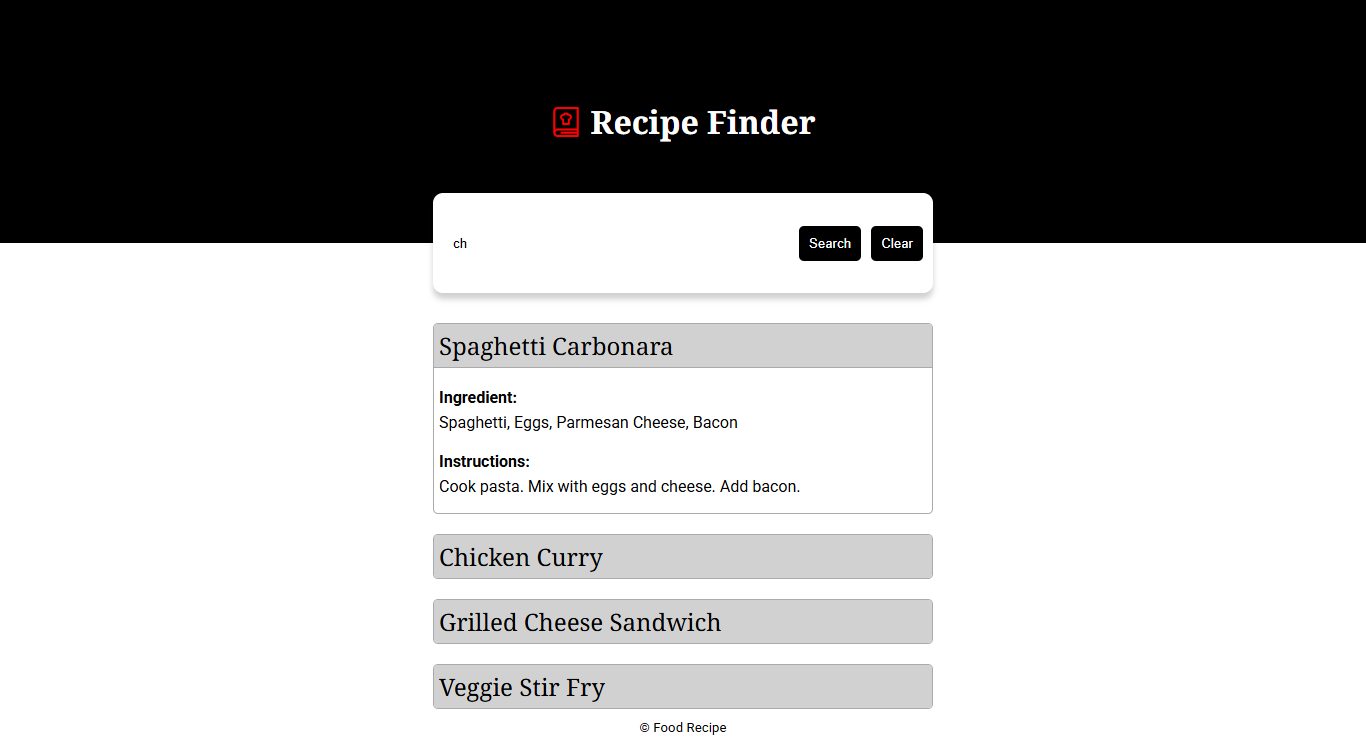 Recipe Finder
ch
Search
Clear
Spaghetti Carbonara
Ingredient:
Spaghetti, Eggs, Parmesan Cheese, Bacon
Instructions:
Cook pasta. Mix with eggs and cheese. Add bacon.
Chicken Curry
Grilled Cheese Sandwich
Veggie Stir Fry
© Food Recipe